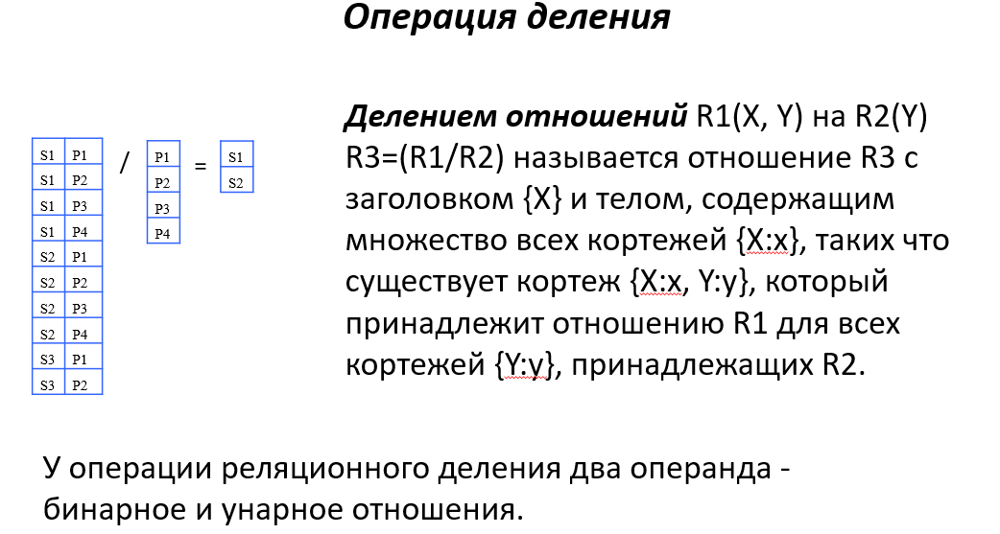 Операция деления
Делением отношений R1(X, Y) на R2(Y)
R3=(R1/R2) называется отношение R3 с
заголовком {X} и телом, содержащим
множество всех кортежей {X:x}, таких что
существует кортеж {X:x, Y:y}, который
принадлежит отношению R1 для всех
кортежей {Y:y}, принадлежащих R2.
S1 P1 / P1 = S1
S1 P2 P2 S2
S1 P3 P3
S1 P4 P4
S2 P1
S2 P2
S2 P3
S2 P4
S3 P1
S3 P2
У операции реляционного деления два операнда -
бинарное и унарное отношения.